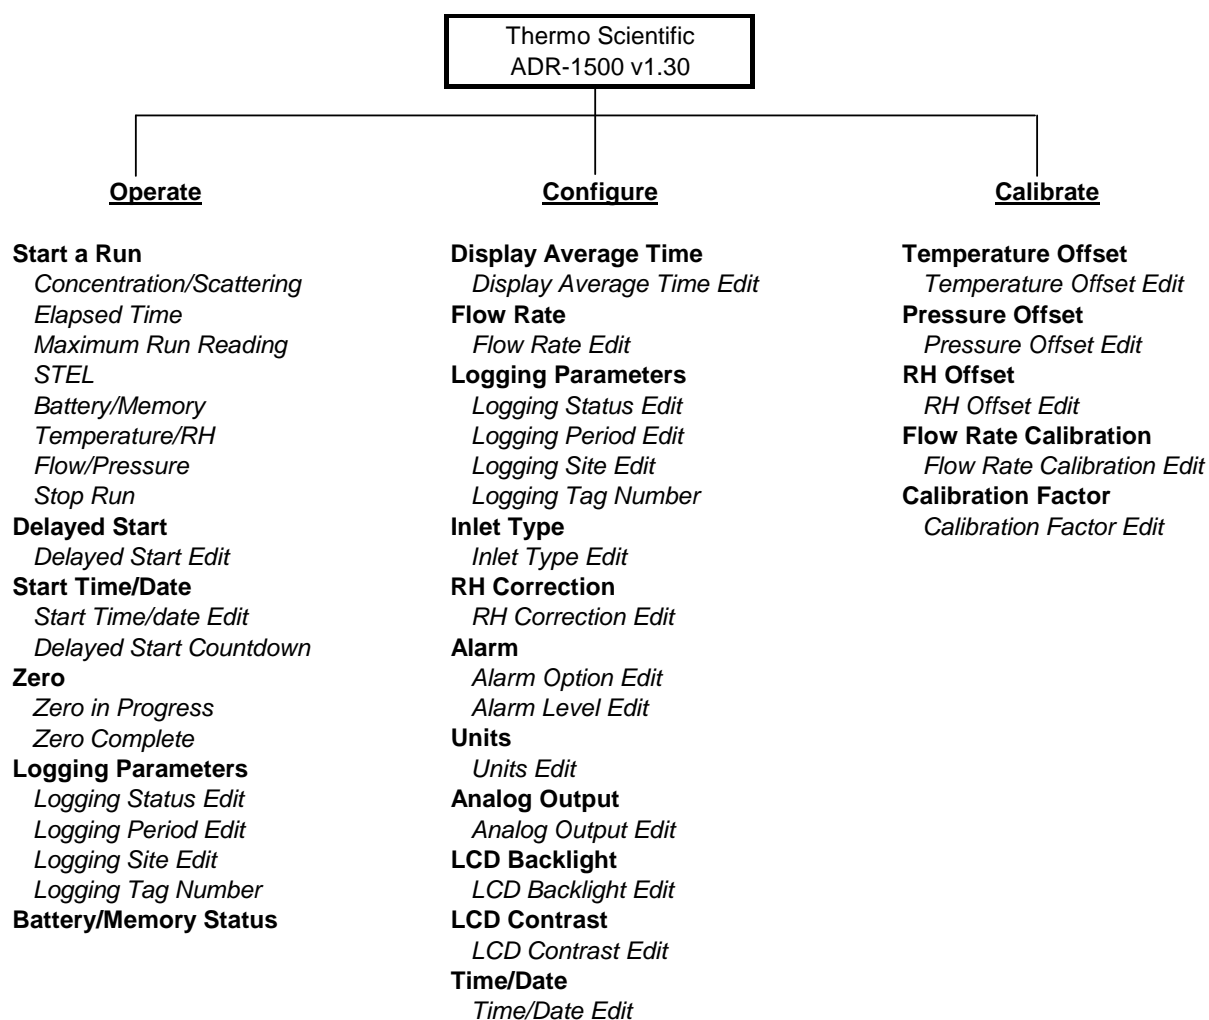 Thermo Scientific
ADR-1500 v1.30
Operate
Start a Run
Concentration/Scattering
Elapsed Time
Maximum Run Reading
STEL
Battery/Memory
Temperature/RH
Flow/Pressure
Stop Run
Delayed Start
Delayed Start Edit
Start Time/Date
Start Time/date Edit
Delayed Start Countdown
Zero
Zero in Progress
Zero Complete
Logging Parameters
Logging Status Edit
Logging Period Edit
Logging Site Edit
Logging Tag Number
Battery/Memory Status
Configure
Display Average Time
Display Average Time Edit
Flow Rate
Flow Rate Edit
Logging Parameters
Logging Status Edit
Logging Period Edit
Logging Site Edit
Logging Tag Number
Inlet Type
Inlet Type Edit
RH Correction
RH Correction Edit
Alarm
Alarm Option Edit
Alarm Level Edit
Units
Units Edit
Analog Output
Analog Output Edit
LCD Backlight
LCD Backlight Edit
LCD Contrast
LCD Contrast Edit
Time/Date
Time/Date Edit
Calibrate
Temperature Offset
Temperature Offset Edit
Pressure Offset
Pressure Offset Edit
RH Offset
RH Offset Edit
Flow Rate Calibration
Flow Rate Calibration Edit
Calibration Factor
Calibration Factor Edit